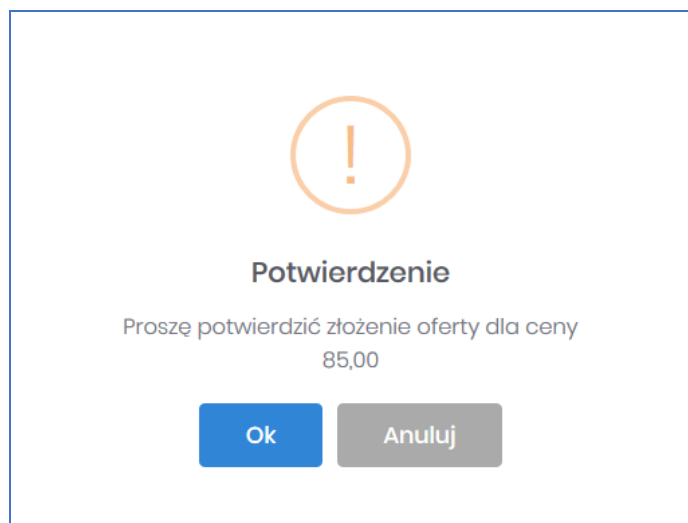 !
Potwierdzenie
Proszę potwierdzić złożenie oferty dla ceny
85,00
Ok
Anuluj